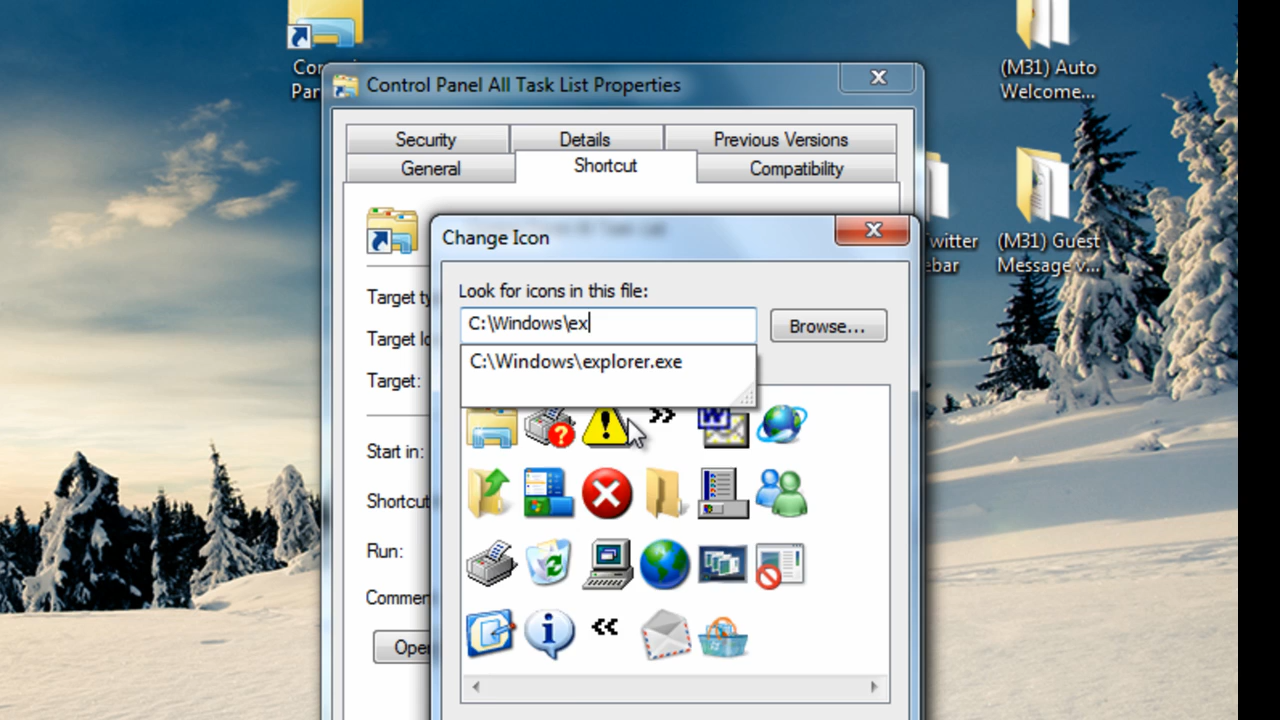 Control Panel All Task List Properties
(M31) Auto
Welcome...
Security
Details
Previous Versions
General
Shortcut
Compatibility
(M31) Guest
Message v...
Change Icon
Look for icons in this file:
C:\Windows\ex
Browse...
C:\Windows\explorer.exe
Target:
Start in:
Shortcut
Run: